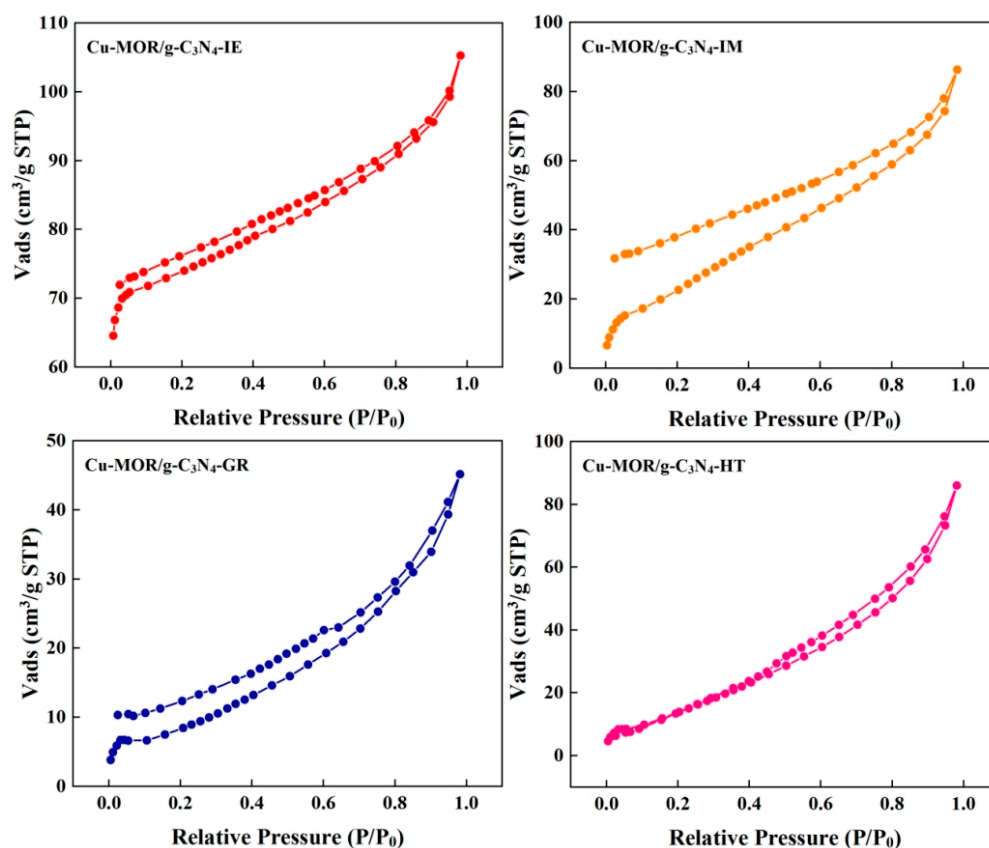 Cu-MOR/g-C₃N₄-IE
Vads (cm³/g STP)
110
100
90
80
70
60
0.0 0.2 0.4 0.6 0.8 1.0
Relative Pressure (P/P₀)
Cu-MOR/g-C₃N₄-IM
Vads (cm³/g STP)
100
80
60
40
20
0
0.0 0.2 0.4 0.6 0.8 1.0
Relative Pressure (P/P₀)
Cu-MOR/g-C₃N₄-GR
Vads (cm³/g STP)
50
40
30
20
10
0
0.0 0.2 0.4 0.6 0.8 1.0
Relative Pressure (P/P₀)
Cu-MOR/g-C₃N₄-HT
Vads (cm³/g STP)
100
80
60
40
20
0
0.0 0.2 0.4 0.6 0.8 1.0
Relative Pressure (P/P₀)